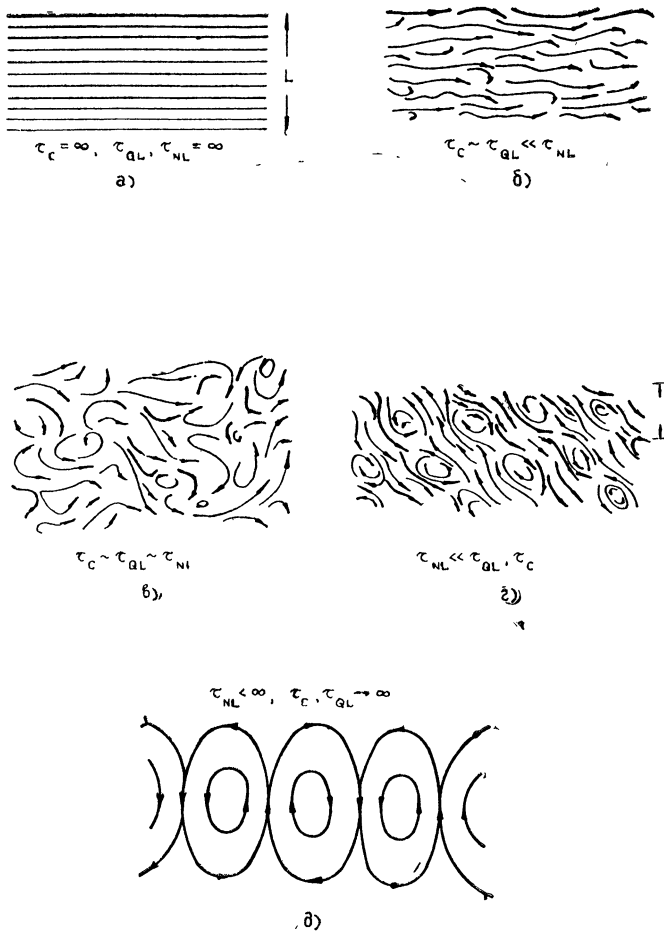 L
τ_C = ∞, τ_QL, τ_NL = ∞
а)
τ_C ~ τ_QL ≪ τ_NL
б)
τ_C ~ τ_QL ~ τ_NL
в),
τ_NL ≪ τ_QL, τ_C
г))
τ_NL < ∞, τ_C, τ_QL → ∞
д)